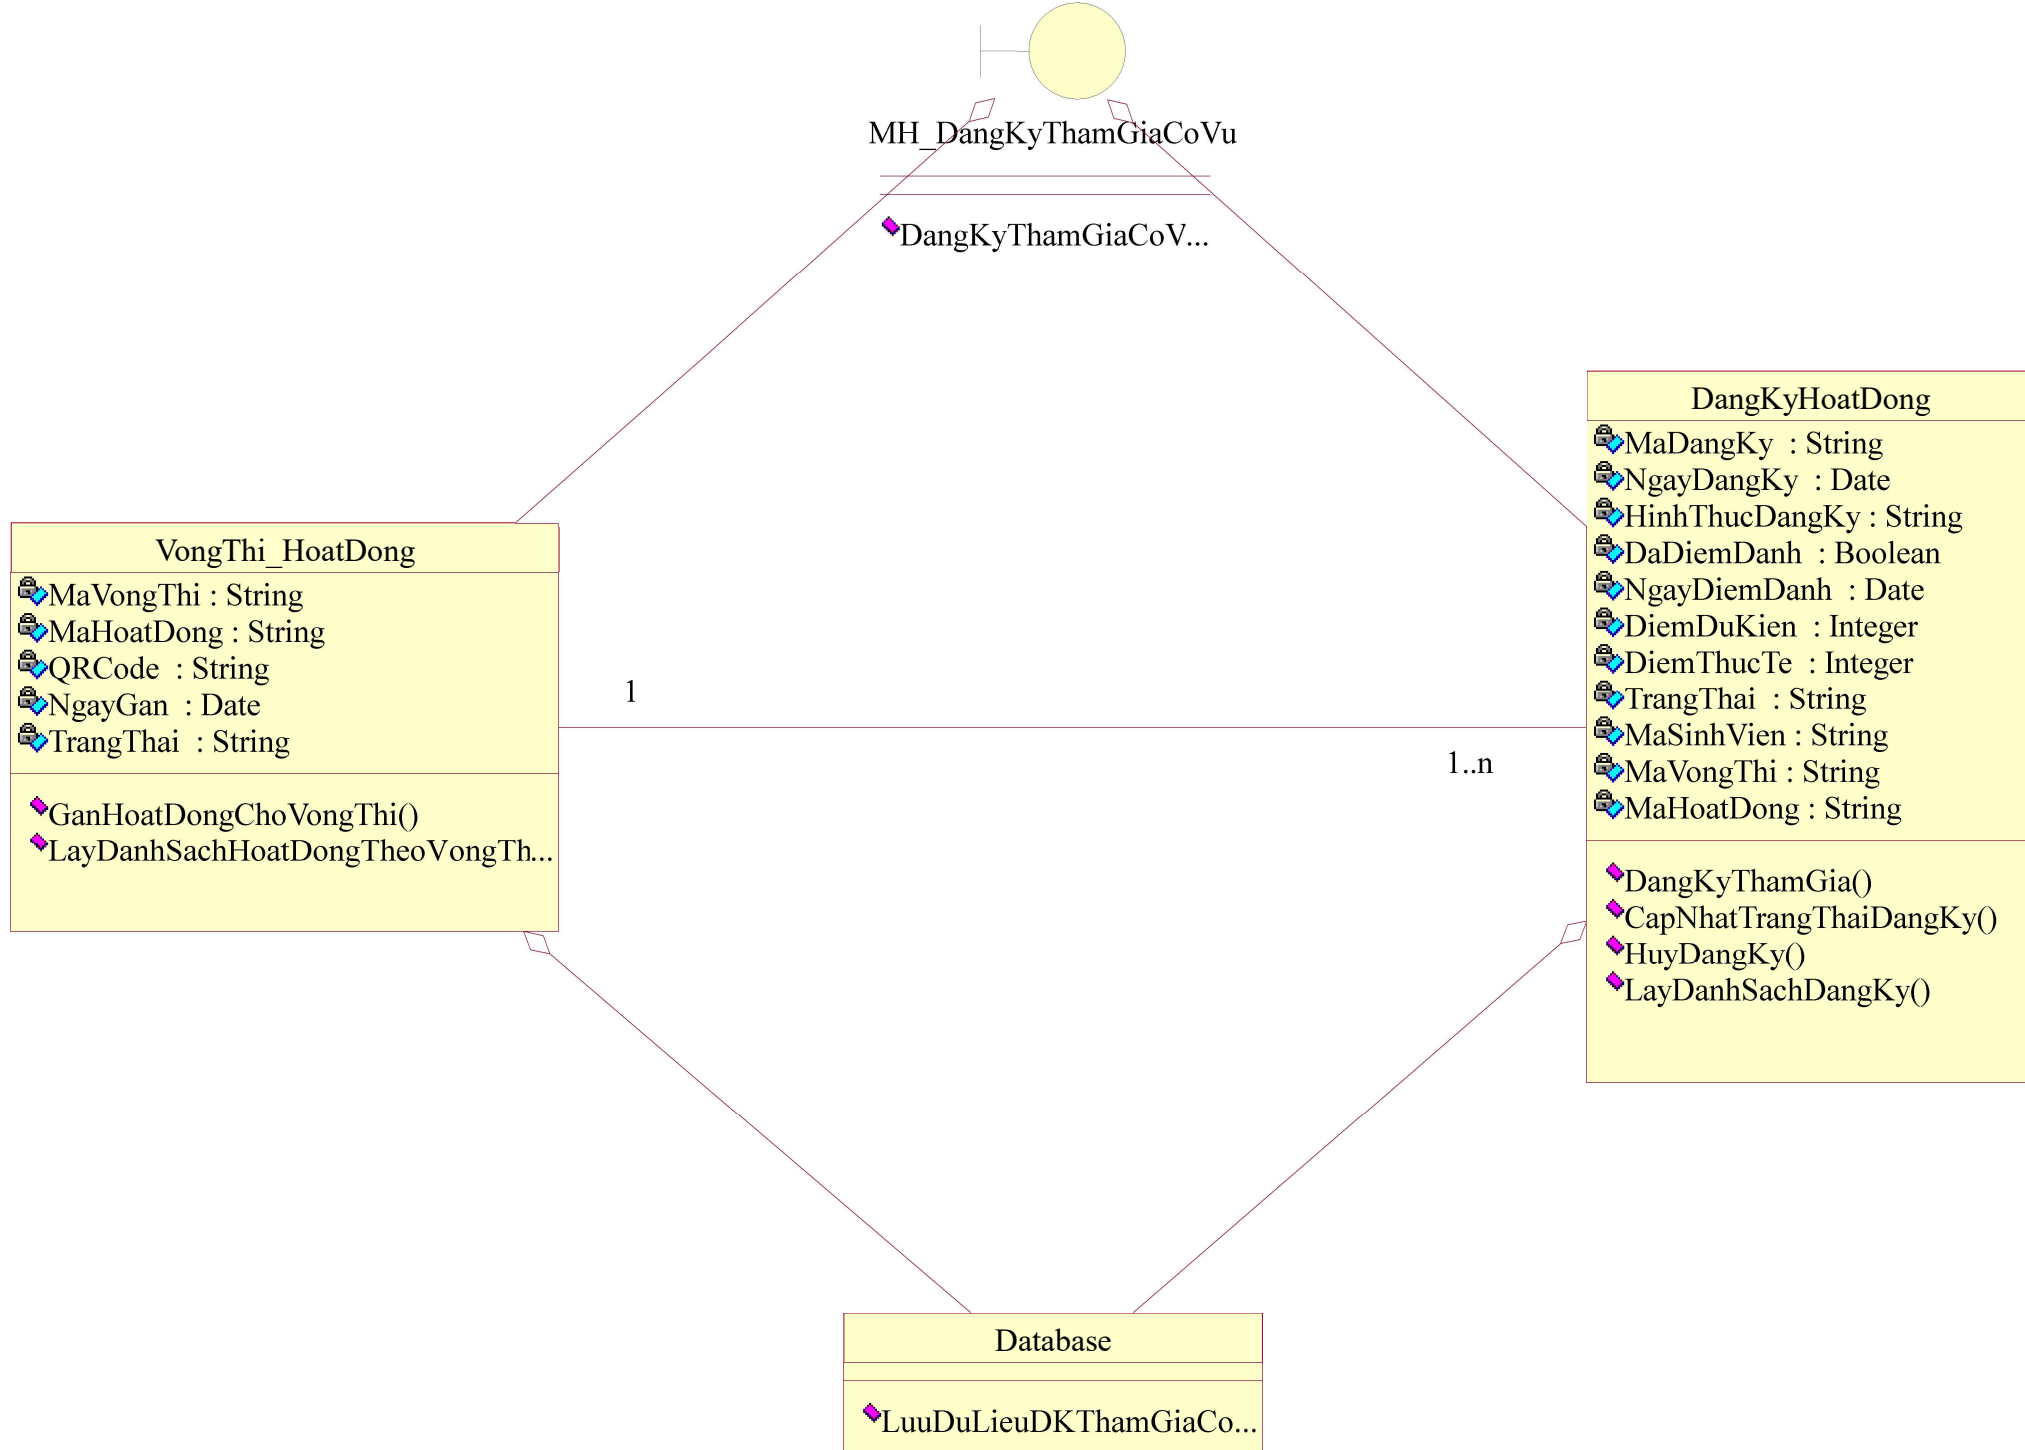 MH_DangKyThamGiaCoVu
DangKyThamGiaCoV...
VongThi_HoatDong
MaVongThi : String
MaHoatDong : String
QRCode : String
NgayGan : Date
TrangThai : String
GanHoatDongChoVongThi()
LayDanhSachHoatDongTheoVongTh...
1
1..n
DangKyHoatDong
MaDangKy : String
NgayDangKy : Date
HinhThucDangKy : String
DaDiemDanh : Boolean
NgayDiemDanh : Date
DiemDuKien : Integer
DiemThucTe : Integer
TrangThai : String
MaSinhVien : String
MaVongThi : String
MaHoatDong : String
DangKyThamGia()
CapNhatTrangThaiDangKy()
HuyDangKy()
LayDanhSachDangKy()
Database
LuuDuLieuDKThamGiaCo...